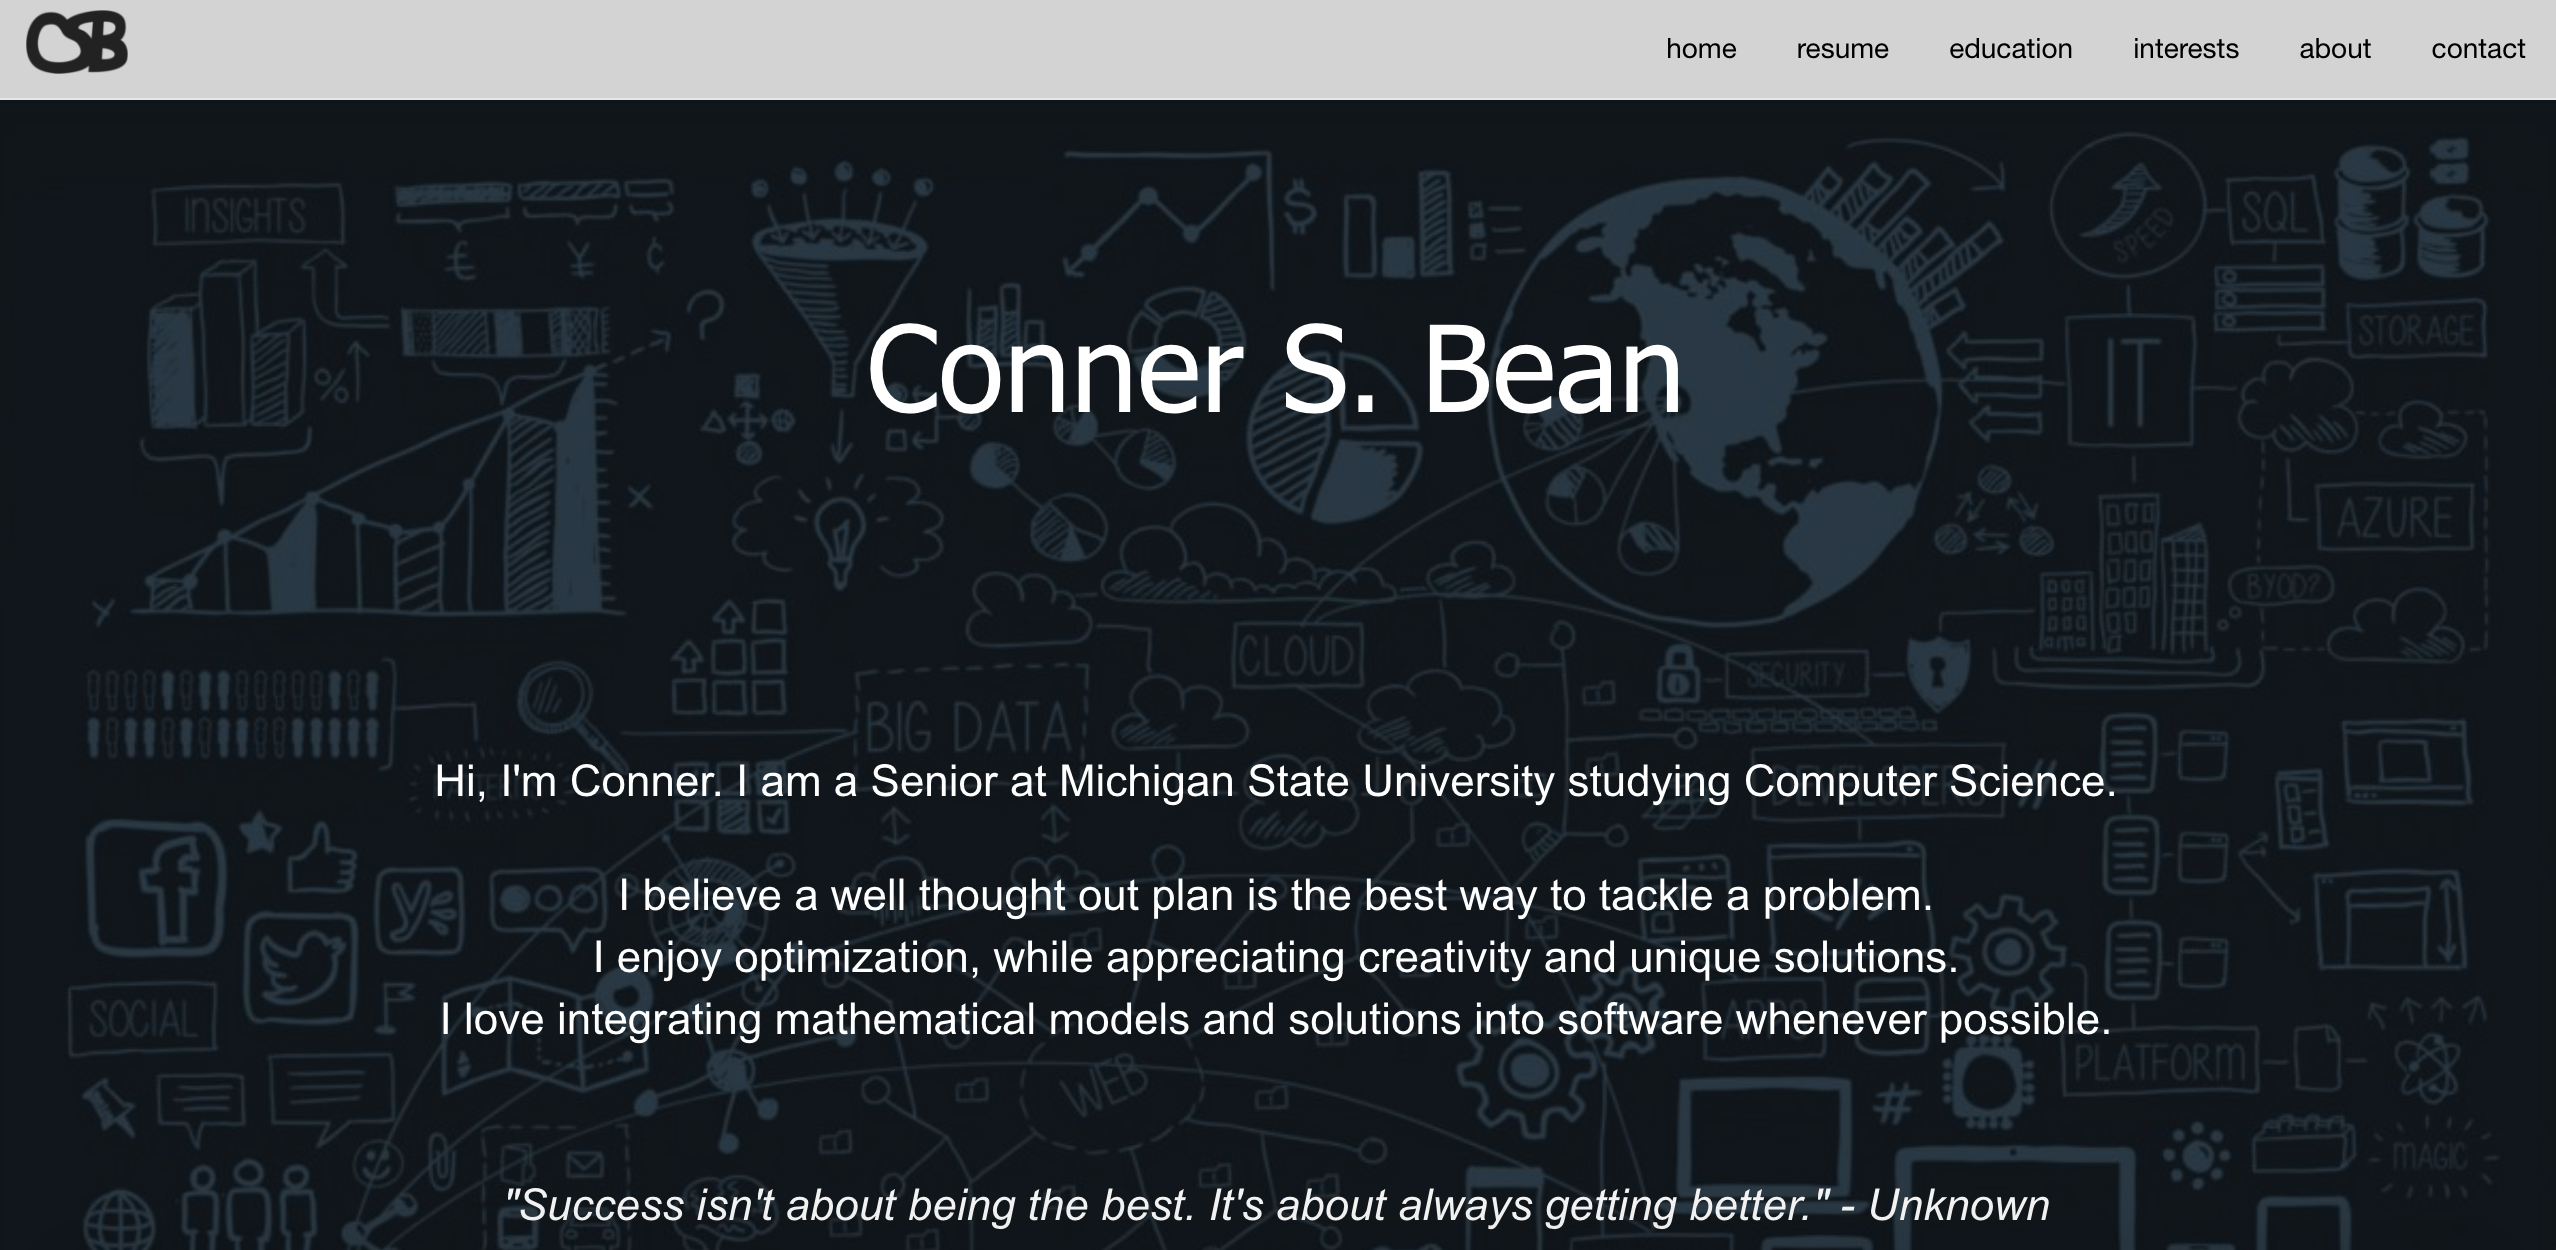 CSB
home resume education interests about contact
INSIGHTS
SPEED
SQL
STORAGE
IT
Conner S. Bean
AZURE
BYOD?
CLOUD
SECURITY
BIG DATA
DEVELOPERS //
Hi, I'm Conner. I am a Senior at Michigan State University studying Computer Science.
I believe a well thought out plan is the best way to tackle a problem.
I enjoy optimization, while appreciating creativity and unique solutions.
SOCIAL
APPS
I love integrating mathematical models and solutions into software whenever possible.
PLATFORM
WEB
#
MAGIC
"Success isn't about being the best. It's about always getting better." - Unknown